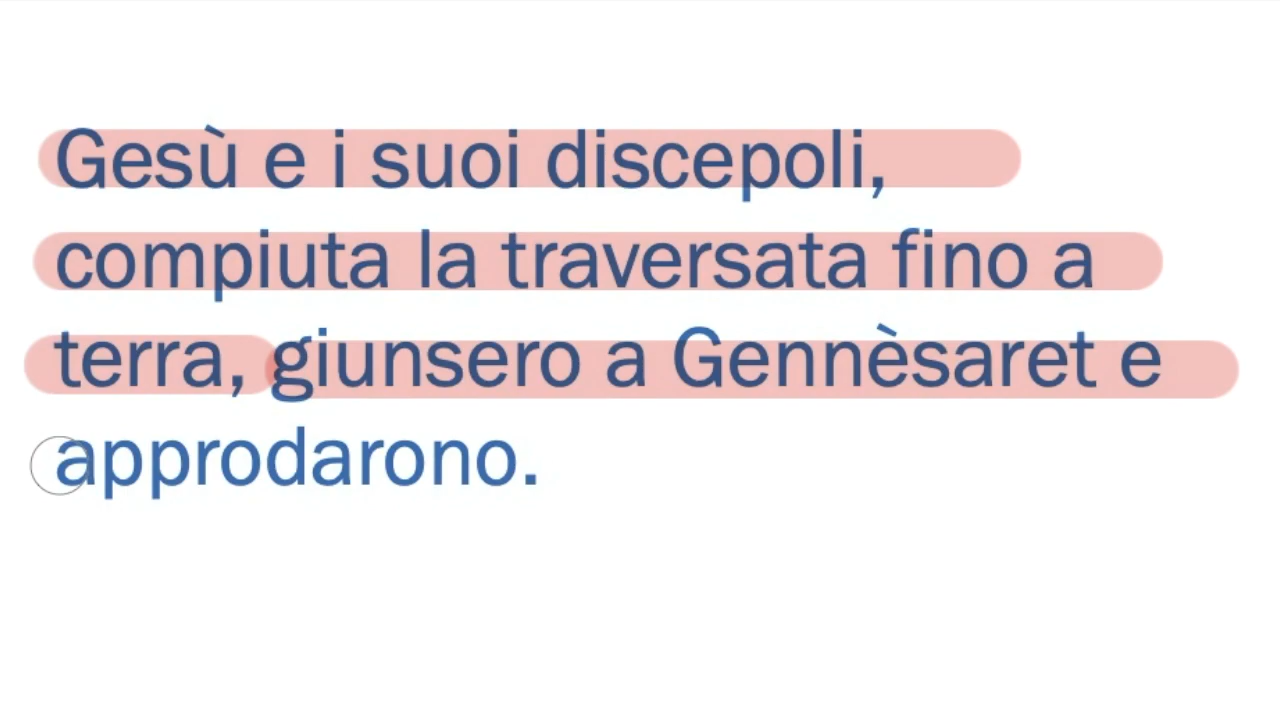 Gesù e i suoi discepoli,
compiuta la traversata fino a
terra, giunsero a Gennèsaret e
approdarono.